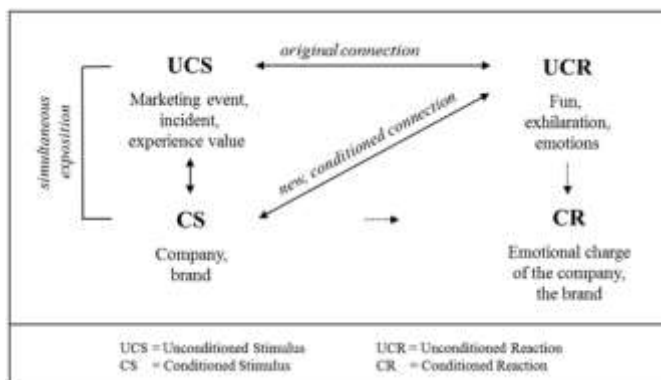 original connection
UCS
UCR
Marketing event,
incident,
experience value
Fun,
exhilaration,
emotions
simultaneous
exposition
new, conditioned connection
CS
CR
Company,
brand
Emotional charge
of the company,
the brand
UCS = Unconditioned Stimulus
UCR = Unconditioned Reaction
CS = Conditioned Stimulus
CR = Conditioned Reaction